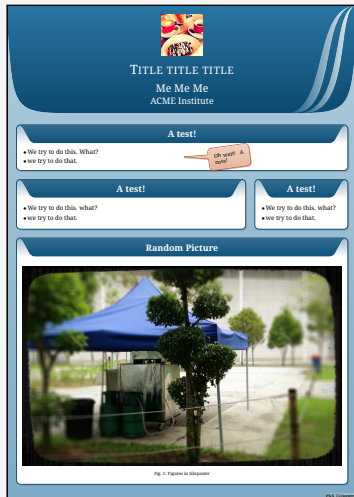 TITLE TITLE TITLE
Me Me Me
ACME Institute
A test!
• We try to do this. What?
• we try to do that.
Oh wait! A
note!
A test!
• We try to do this. what?
• we try to do that.
A test!
• We try to do this. what?
• we try to do that.
Random Picture
Fig. 1: Figures in tikzposter